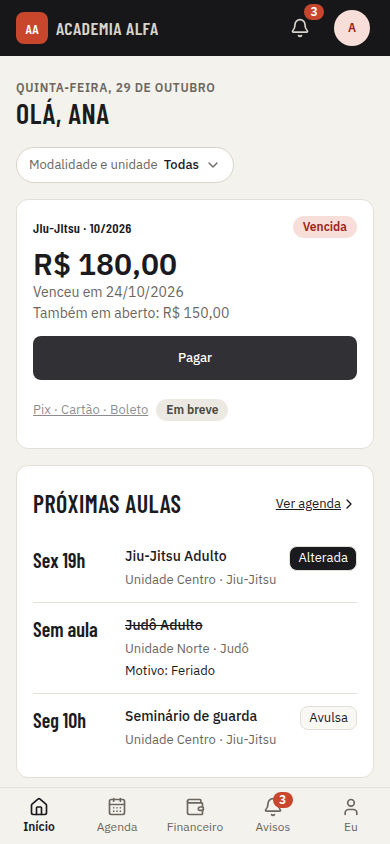 AA ACADEMIA ALFA 3 A
QUINTA-FEIRA, 29 DE OUTUBRO
OLÁ, ANA
Modalidade e unidade Todas
Jiu-Jitsu · 10/2026 Vencida
R$ 180,00
Venceu em 24/10/2026
Também em aberto: R$ 150,00
Pagar
Pix · Cartão · Boleto Em breve
PRÓXIMAS AULAS Ver agenda
Sex 19h Jiu-Jitsu Adulto Alterada
Unidade Centro · Jiu-Jitsu
Sem aula Judô Adulto
Unidade Norte · Judô
Motivo: Feriado
Seg 10h Seminário de guarda Avulsa
Unidade Centro · Jiu-Jitsu
3
Início Agenda Financeiro Avisos Eu